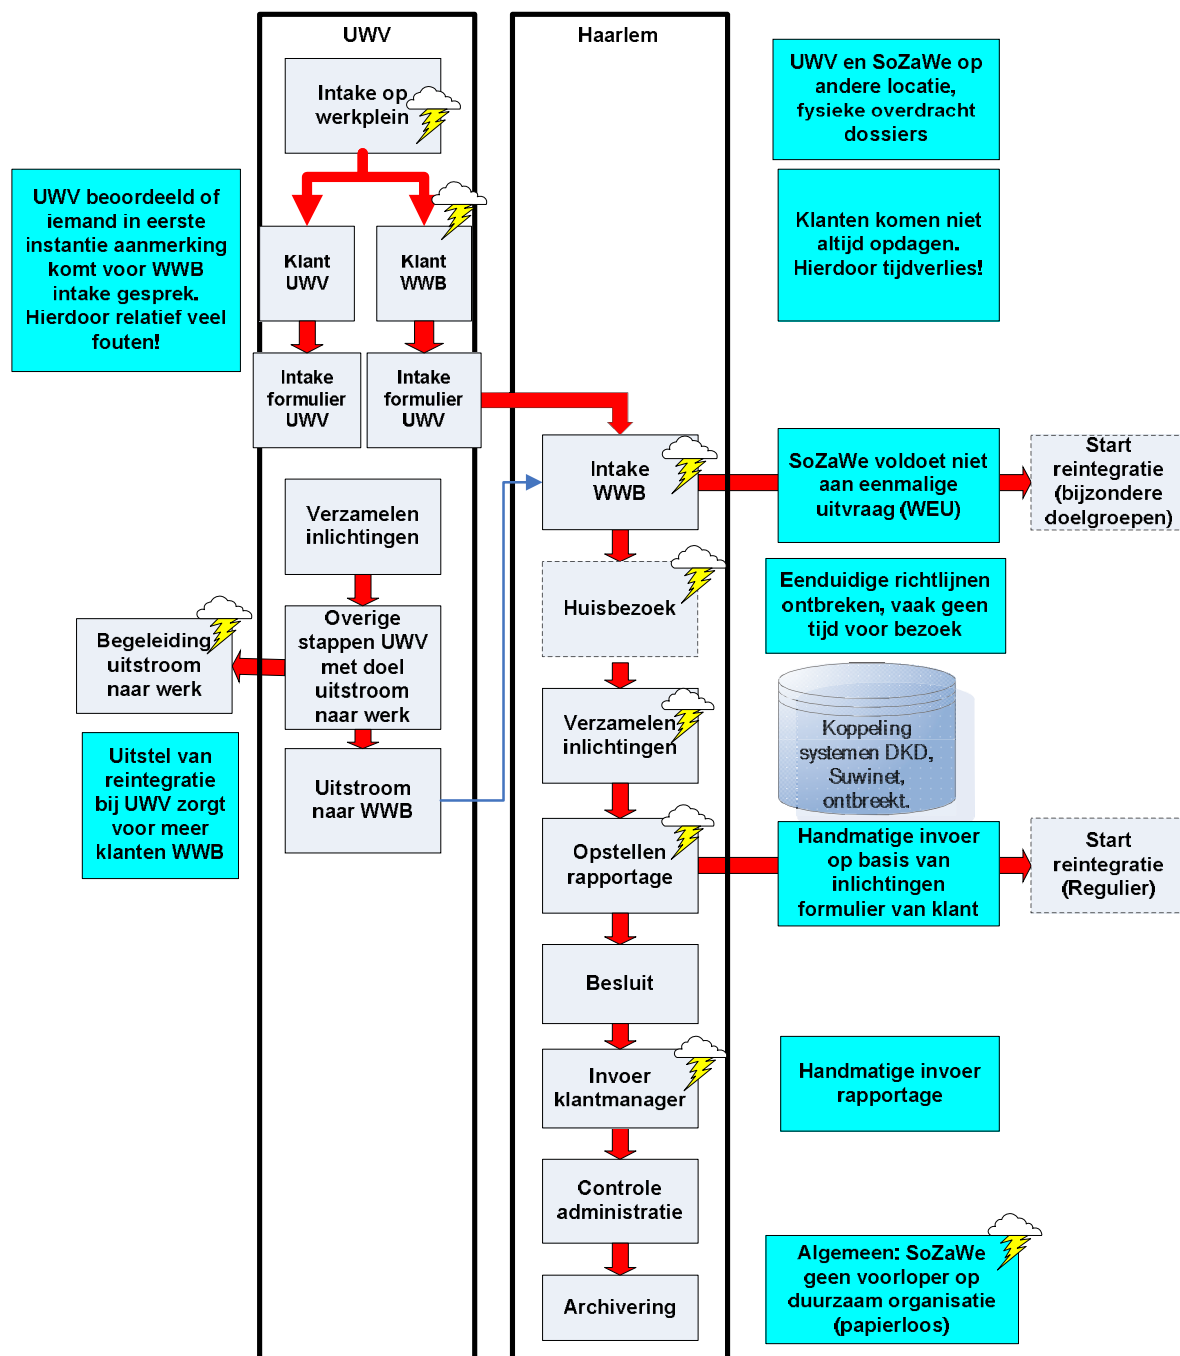 UWV
Haarlem
Intake op
werkplein
UWV en SoZaWe op
andere locatie,
fysieke overdracht
dossiers
UWV beoordeeld of
iemand in eerste
instantie aanmerking
komt voor WWB
intake gesprek.
Hierdoor relatief veel
fouten!
Klant
UWV
Klant
WWB
Klanten komen niet
altijd opdagen.
Hierdoor tijdverlies!
Intake
formulier
UWV
Intake
formulier
UWV
Intake
WWB
SoZaWe voldoet niet
aan eenmalige
uitvraag (WEU)
Start
reintegratie
(bijzondere
doelgroepen)
Verzamelen
inlichtingen
Huisbezoek
Eenduidige richtlijnen
ontbreken, vaak geen
tijd voor bezoek
Begeleiding
uitstroom
naar werk
Overige
stappen UWV
met doel
uitstroom
naar werk
Verzamelen
inlichtingen
Koppeling
systemen DKD,
Suwinet,
ontbreekt.
Uitstel van
reintegratie
bij UWV zorgt
voor meer
klanten WWB
Uitstroom
naar WWB
Opstellen
rapportage
Handmatige invoer
op basis van
inlichtingen
formulier van klant
Start
reintegratie
(Regulier)
Besluit
Invoer
klantmanager
Handmatige invoer
rapportage
Controle
administratie
Algemeen: SoZaWe
geen voorloper op
duurzaam organisatie
(papierloos)
Archivering